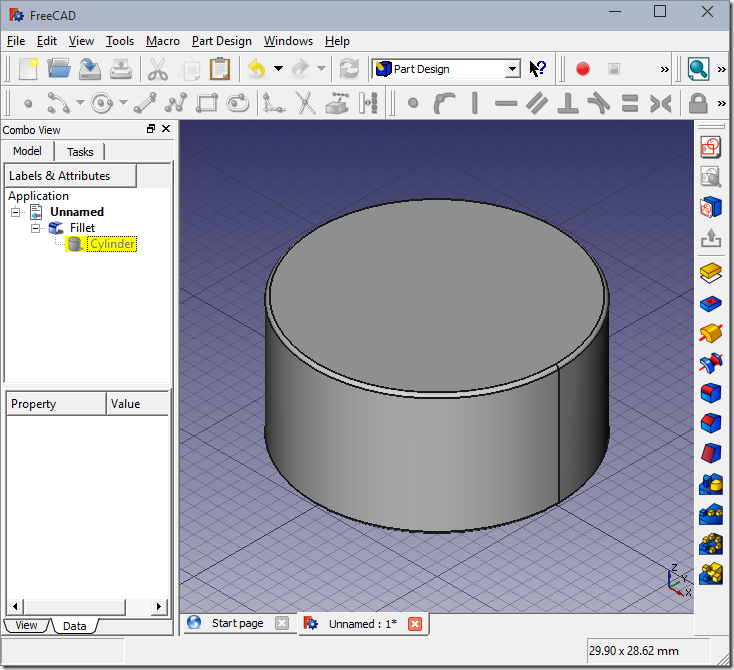 FreeCAD
File Edit View Tools Macro Part Design Windows Help
Part Design
Combo View
Model Tasks
Labels & Attributes
Application
Unnamed
Fillet
Cylinder
Property Value
View Data
Z
Y
X
Start page Unnamed : 1*
29.90 x 28.62 mm